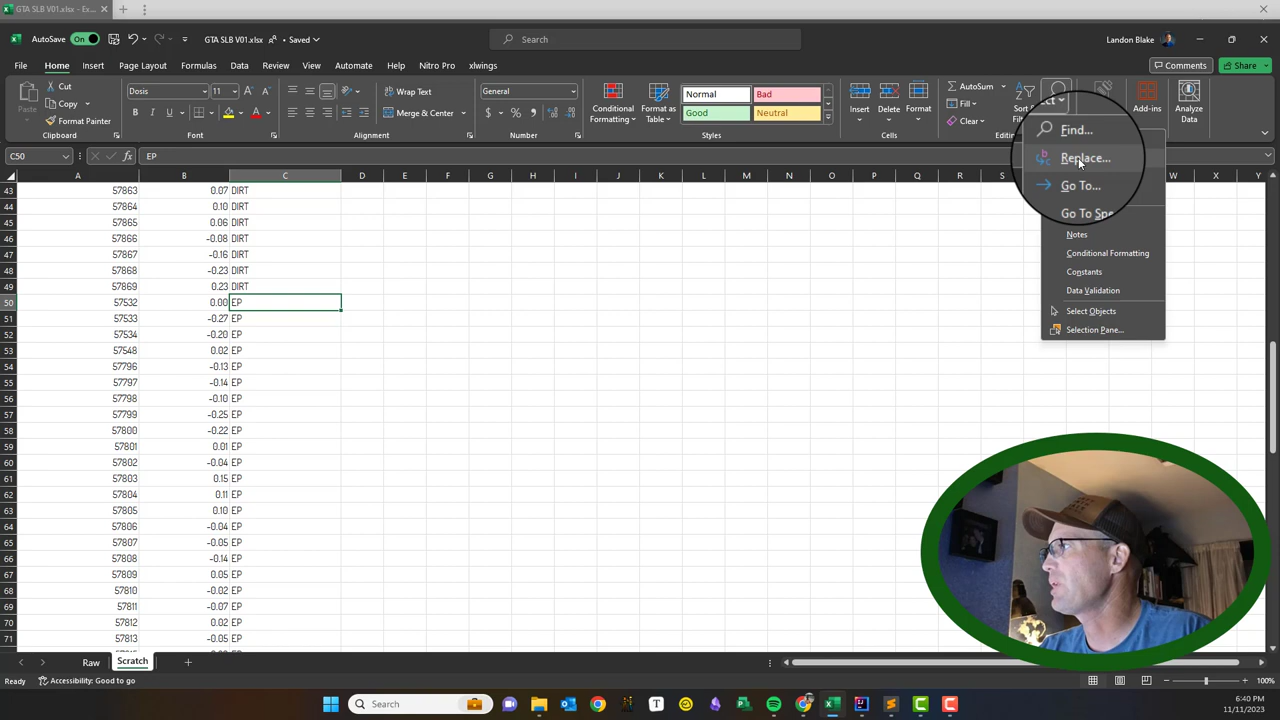 GTA SLB V01.xlsx - Ex...
AutoSave On GTA SLB V01.xlsx • Saved Search Landon Blake
File Home Insert Page Layout Formulas Data Review View Automate Help Nitro Pro xlwings Comments Share
Paste Cut Copy Format Painter Clipboard
Dosis 11 B I U Font
Wrap Text Merge & Center Alignment
General $ % Number
Conditional Formatting Format as Table Normal Bad Good Neutral Styles
Insert Delete Format Cells
AutoSum Fill Clear
Add-ins Analyze Data
C50 fx EP
A B C D E F G H I J K L M N O P Q R S W X Y
43 57863 0.07 DIRT
44 57864 0.10 DIRT
45 57865 0.06 DIRT
46 57866 -0.08 DIRT
47 57867 -0.16 DIRT
48 57868 -0.23 DIRT
49 57869 0.23 DIRT
50 57532 0.00 EP
51 57533 -0.27 EP
52 57534 -0.20 EP
53 57548 0.02 EP
54 57796 -0.13 EP
55 57797 -0.14 EP
56 57798 -0.10 EP
57 57799 -0.25 EP
58 57800 -0.22 EP
59 57801 0.01 EP
60 57802 -0.04 EP
61 57803 0.15 EP
62 57804 0.11 EP
63 57805 0.10 EP
64 57806 -0.04 EP
65 57807 -0.05 EP
66 57808 -0.14 EP
67 57809 0.05 EP
68 57810 -0.02 EP
69 57811 -0.07 EP
70 57812 0.02 EP
71 57813 -0.05 EP
Find...
Replace...
Go To...
Go To Spe
Notes
Conditional Formatting
Constants
Data Validation
Select Objects
Selection Pane...
Raw Scratch
Ready Accessibility: Good to go 100%
Search
6:40 PM
11/11/2023